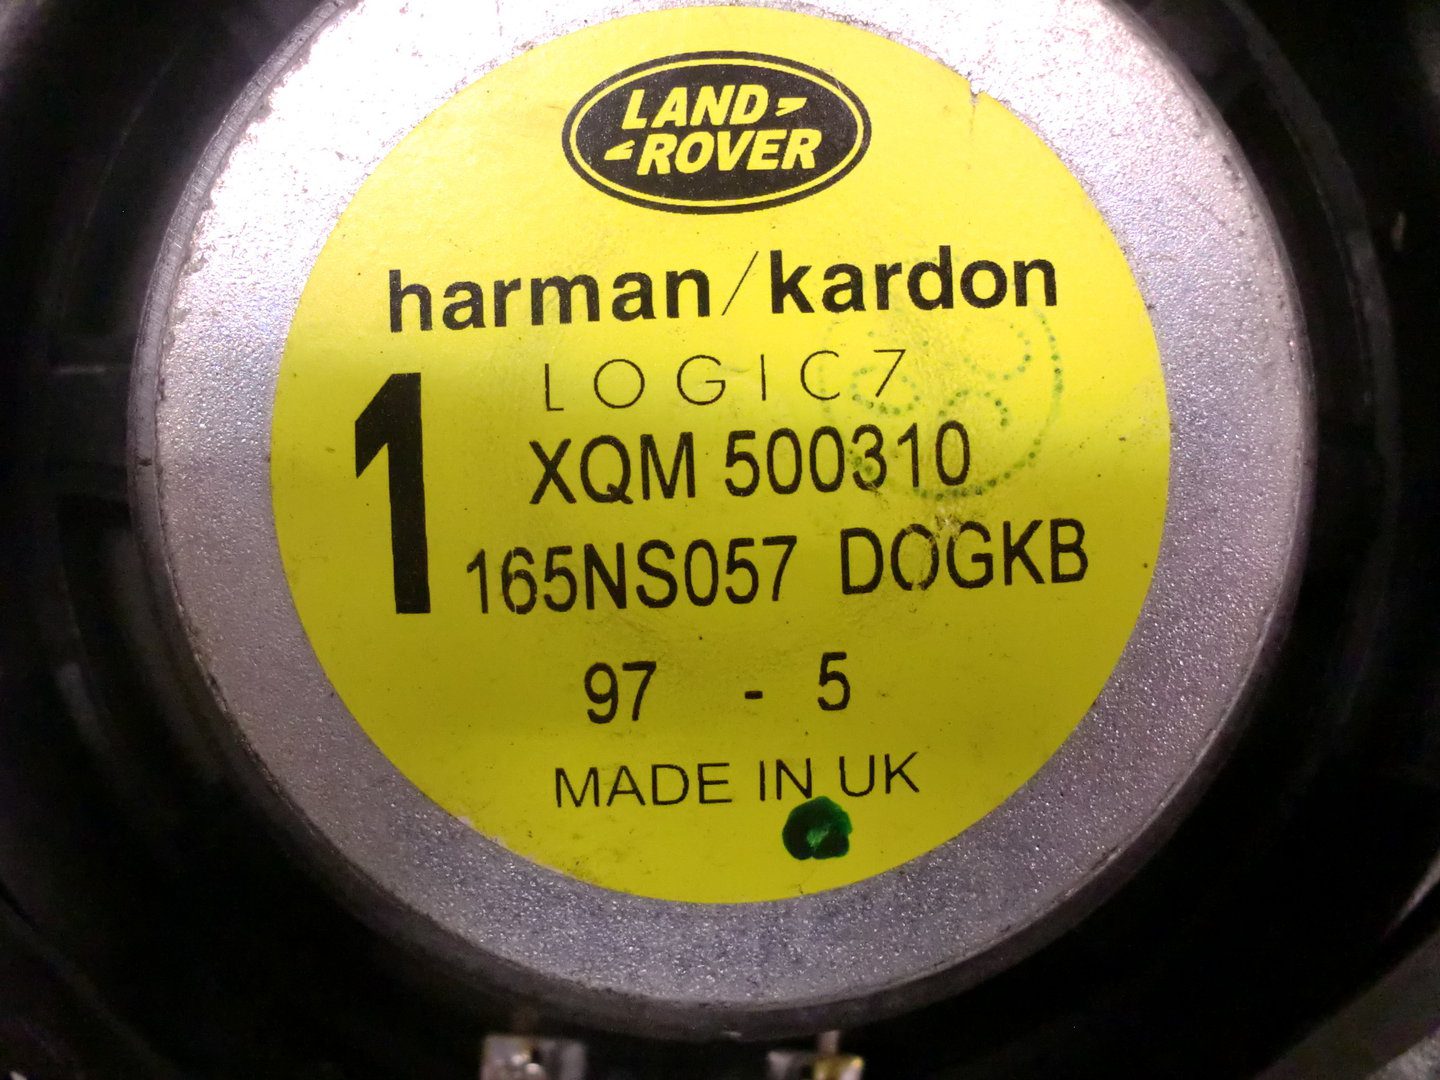 LAND
ROVER
harman/kardon
LOGIC7
1
XQM 500310
165NS057 DOGKB
97 - 5
MADE IN UK